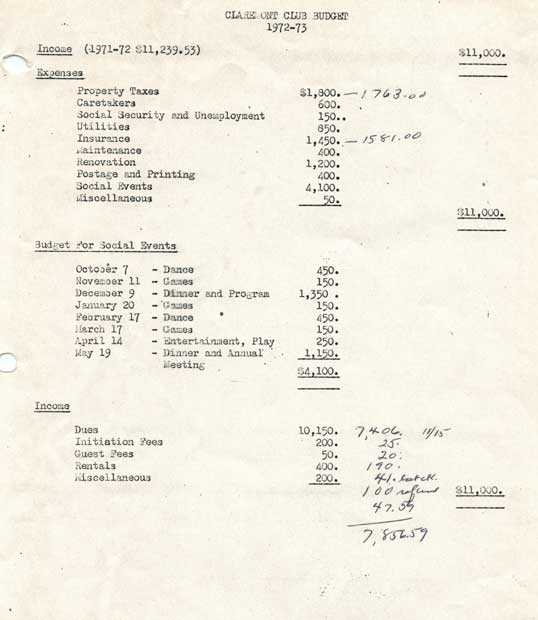 CLAREMONT CLUB BUDGET
1972-73
Income (1971-72 $11,239.53) $11,000.
Expenses
Property Taxes $1,800. — 1763.00
Caretakers 600.
Social Security and Unemployment 150..
Utilities 850.
Insurance 1,450. — 1581.00
Maintenance 400.
Renovation 1,200.
Postage and Printing 400.
Social Events 4,100.
Miscellaneous 50.
$11,000.
Budget For Social Events
October 7 - Dance 450.
November 11 - Games 150.
December 9 - Dinner and Program 1,350 .
January 20 - Games 150.
February 17 - Dance 450.
March 17 - Games 150.
April 14 - Entertainment, Play 250.
May 19 - Dinner and Annual 1,150.
Meeting $4,100.
Income
Dues 10,150. 7,406. 11/15
Initiation Fees 200. 25.
Guest Fees 50. 20.
Rentals 400. 190.
Miscellaneous 200. 41.
100 refund $11,000.
47.59
7,856.59